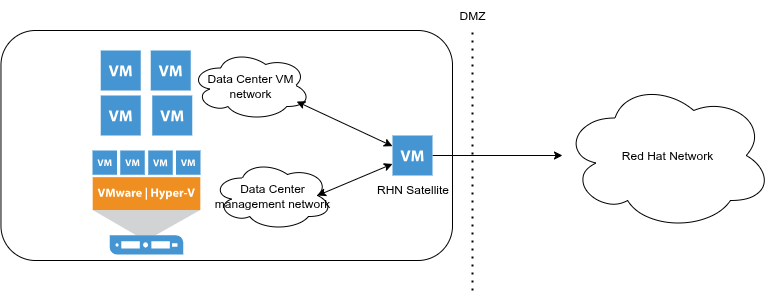 DMZ
VM VM
VM VM
Data Center VM
network
VM VM VM VM
VMware | Hyper-V
Data Center
management network
VM
RHN Satellite
Red Hat Network